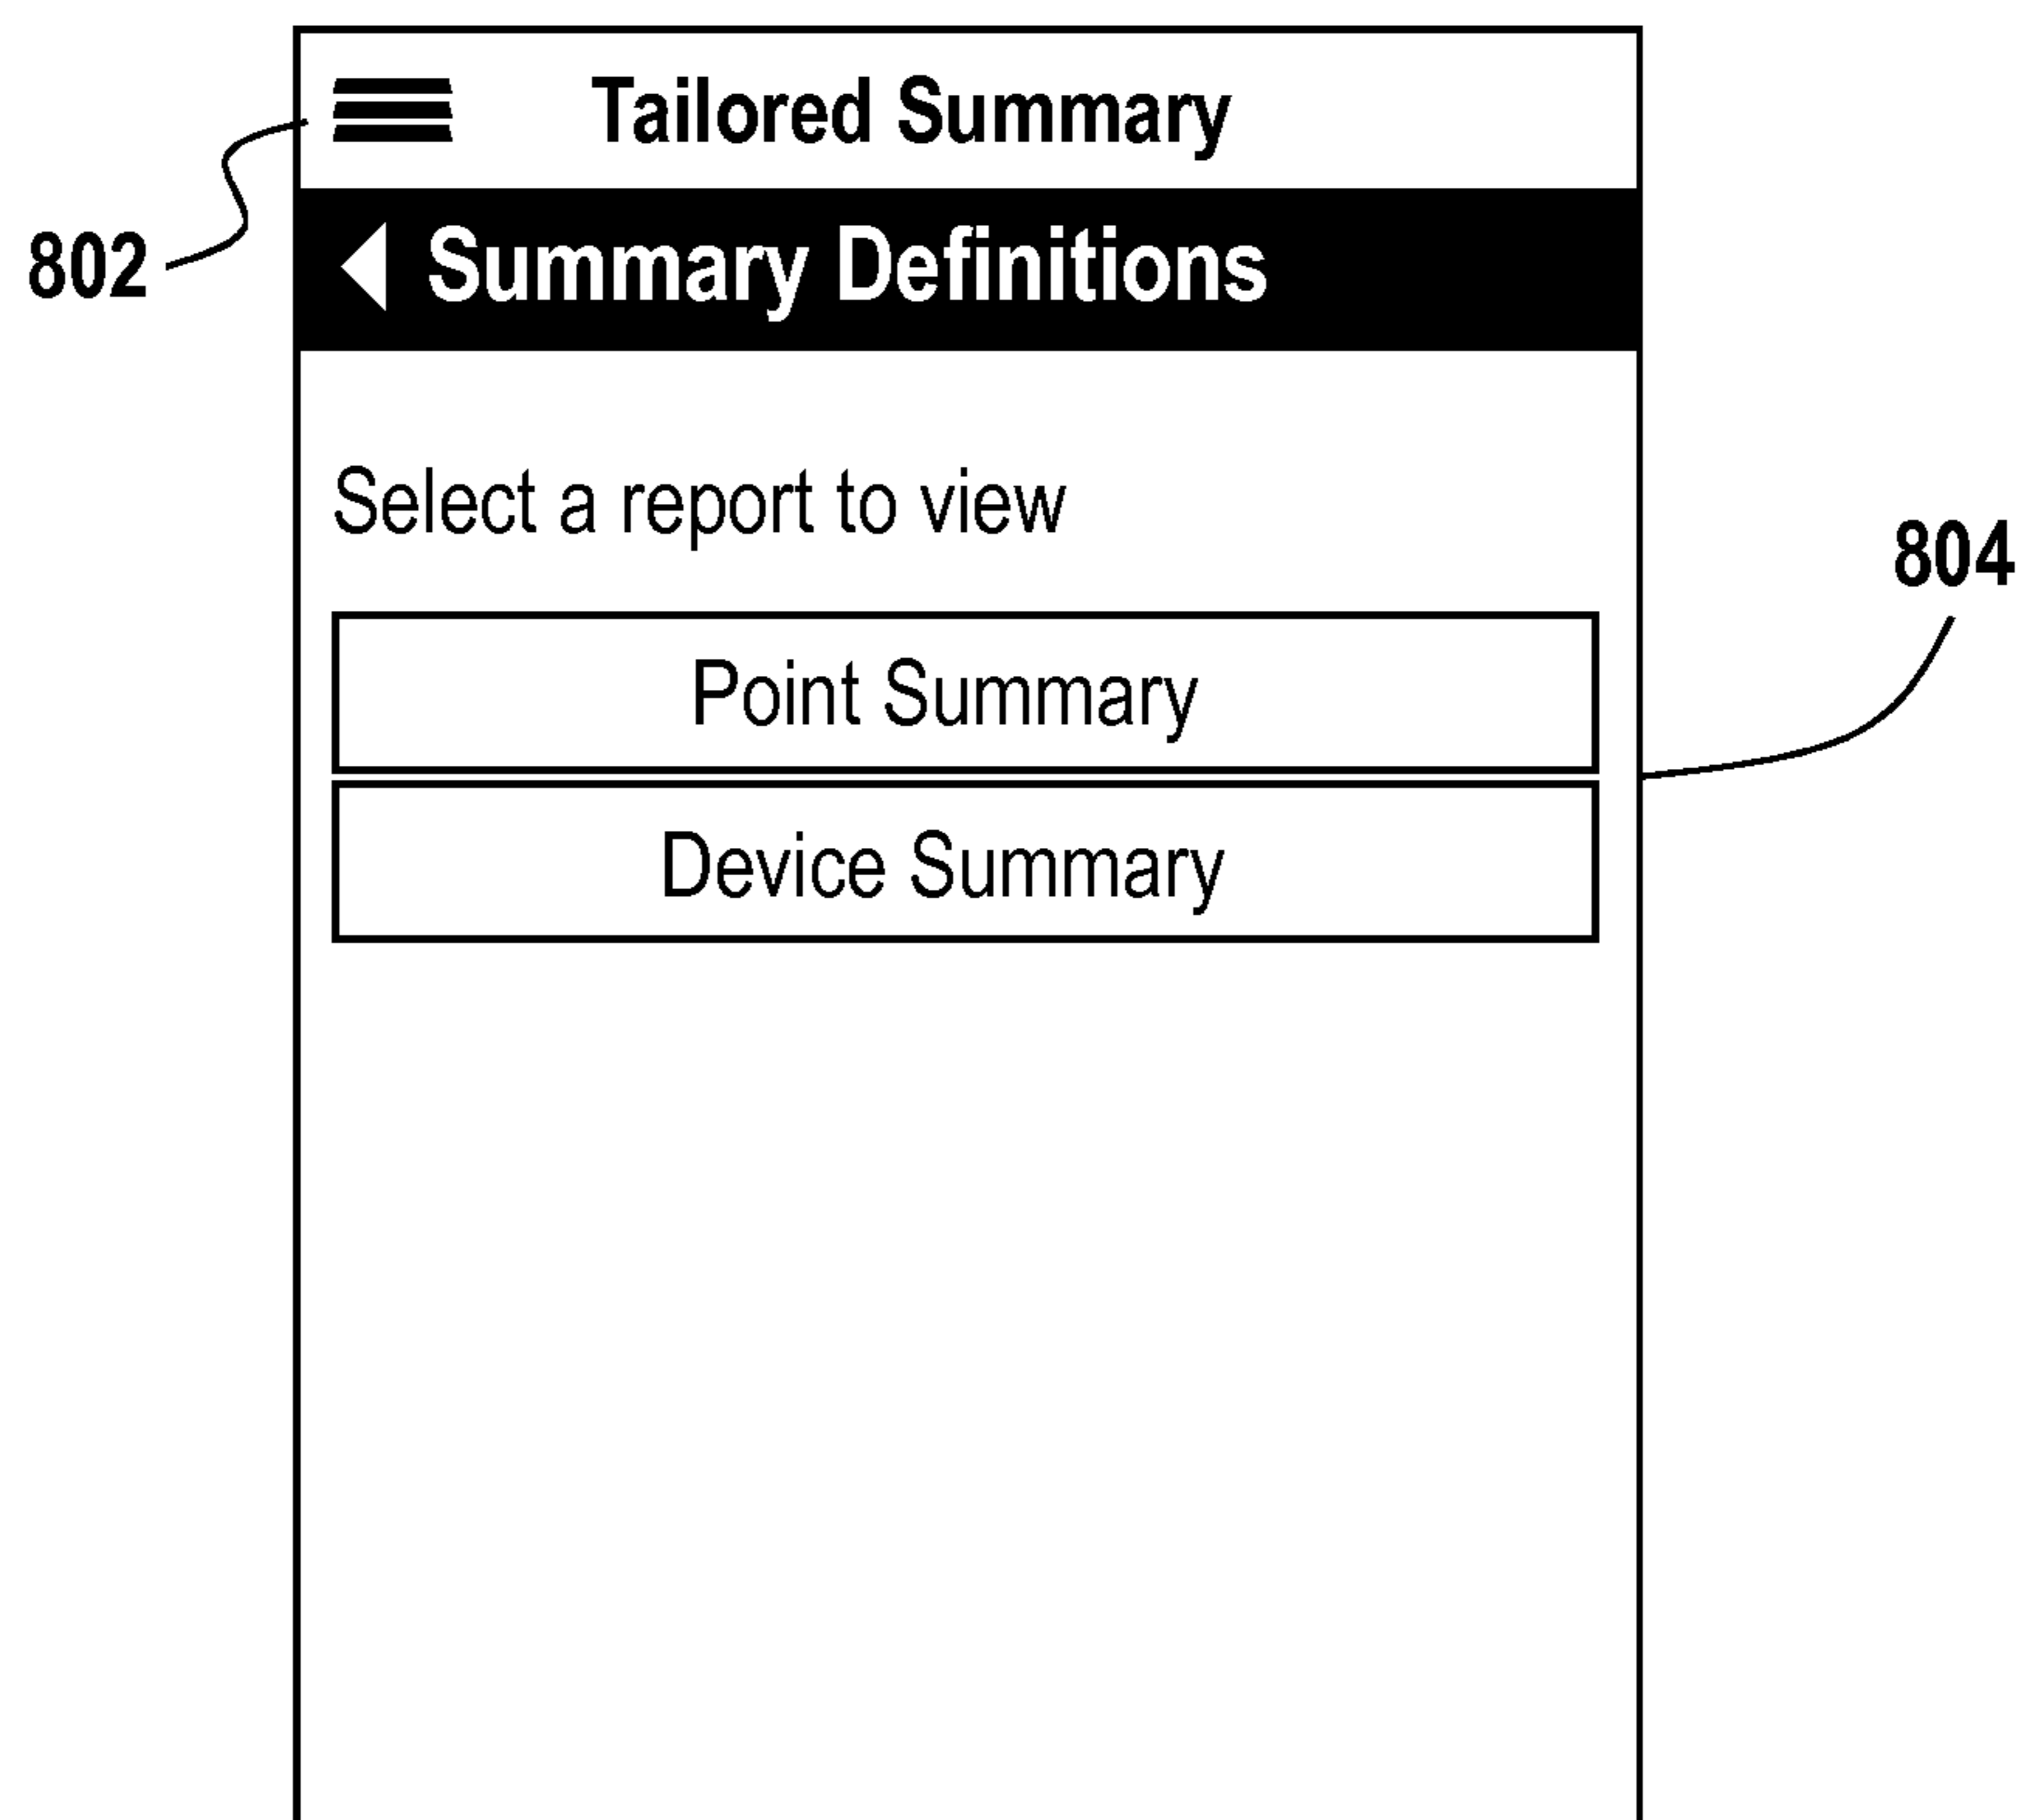 Tailored Summary
802
Summary Definitions
Select a report to view
804
Point Summary
Device Summary